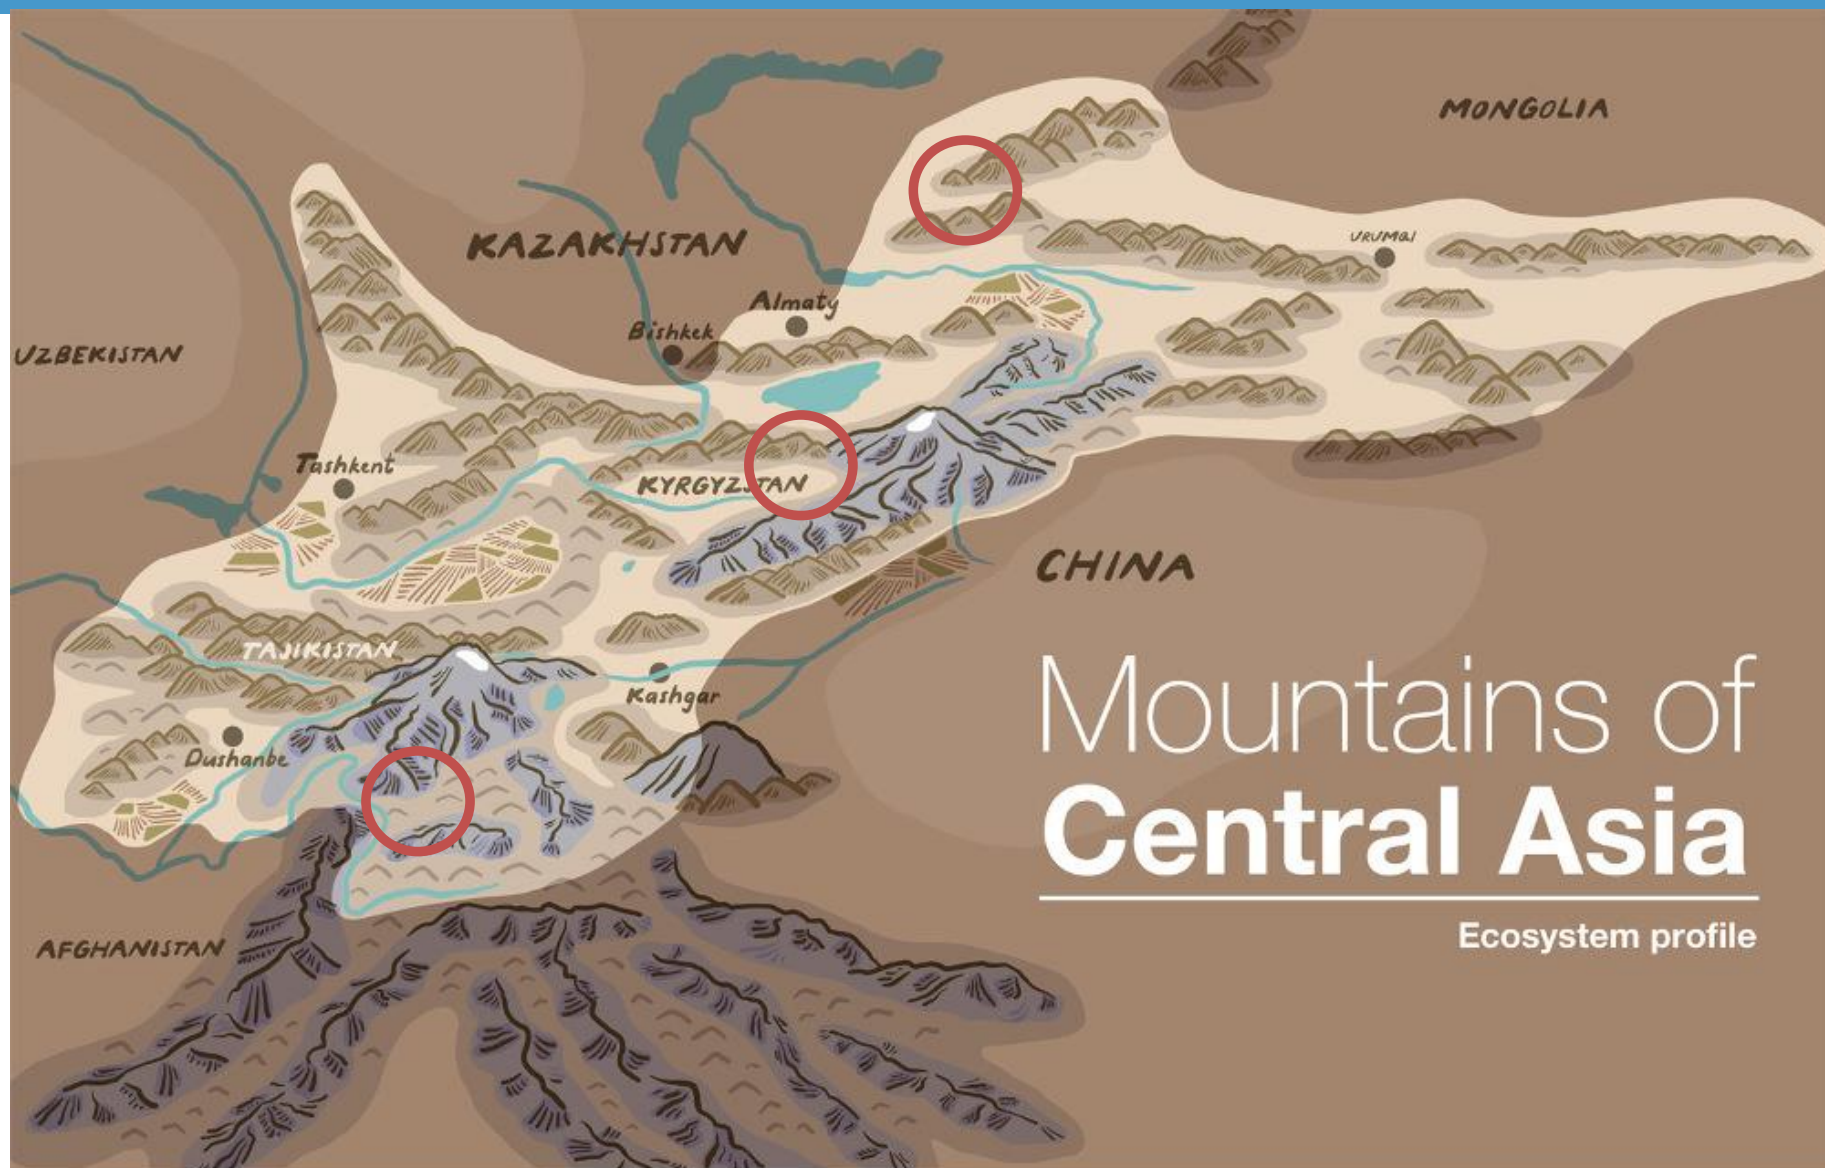 MONGOLIA
KAZAKHSTAN
URUMQI
Almaty
Bishkek
UZBEKISTAN
Tashkent
KYRGYZSTAN
CHINA
TAJIKISTAN
Kashgar
Dushanbe
Mountains of
Central Asia
Ecosystem profile
AFGHANISTAN